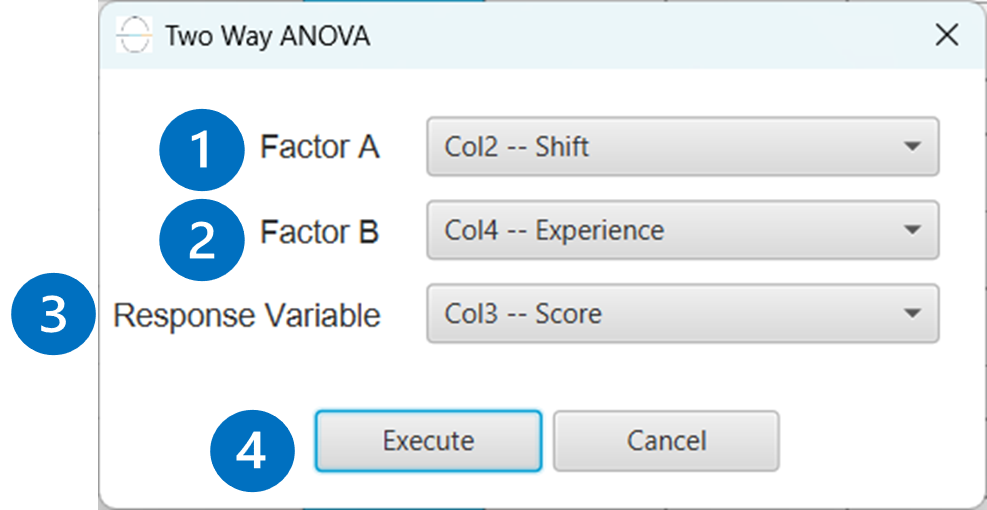 Two Way ANOVA
1 Factor A Col2 -- Shift
2 Factor B Col4 -- Experience
3 Response Variable Col3 -- Score
4 Execute Cancel